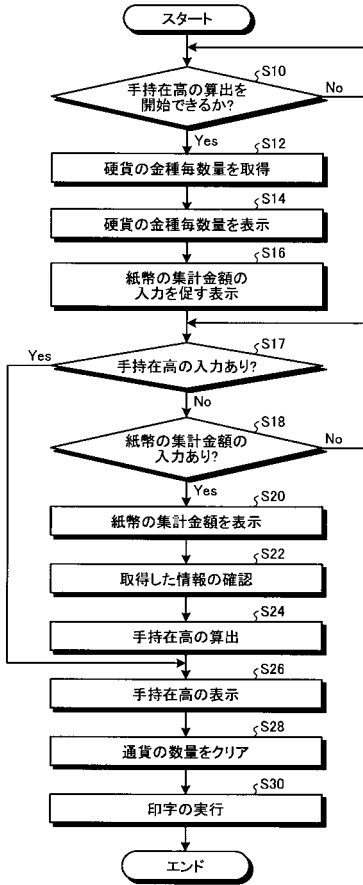 スタート
S10
手持在高の算出を
開始できるか?
No
Yes
S12
硬貨の金種毎数量を取得
S14
硬貨の金種毎数量を表示
S16
紙幣の集計金額の
入力を促す表示
S17
Yes
手持在高の入力あり?
No
S18
紙幣の集計金額の
入力あり?
No
Yes
S20
紙幣の集計金額を表示
S22
取得した情報の確認
S24
手持在高の算出
S26
手持在高の表示
S28
通貨の数量をクリア
S30
印字の実行
エンド